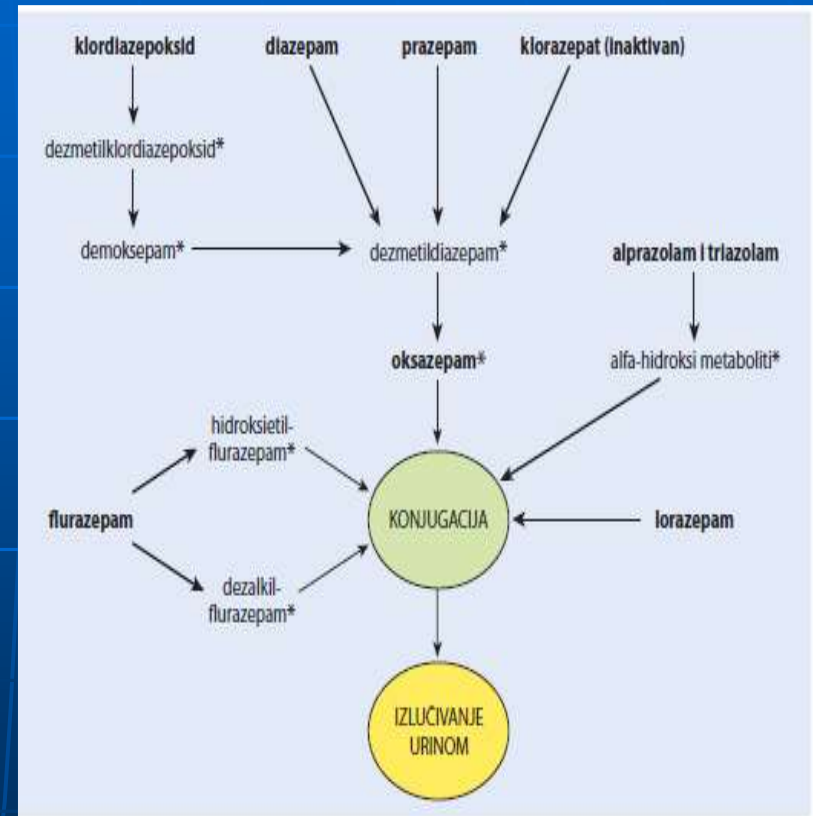 klordiazepoksid diazepam prazepam klorazepat (inaktivan)
dezmetilklordiazepoksid*
demoksepam* dezmetildiazepam* alprazolam i triazolam
oksazepam* alfa-hidroksi metaboliti*
hidroksietil-
flurazepam*
flurazepam KONJUGACIJA lorazepam
dezalkil-
flurazepam*
IZLUČIVANJE
URINOM